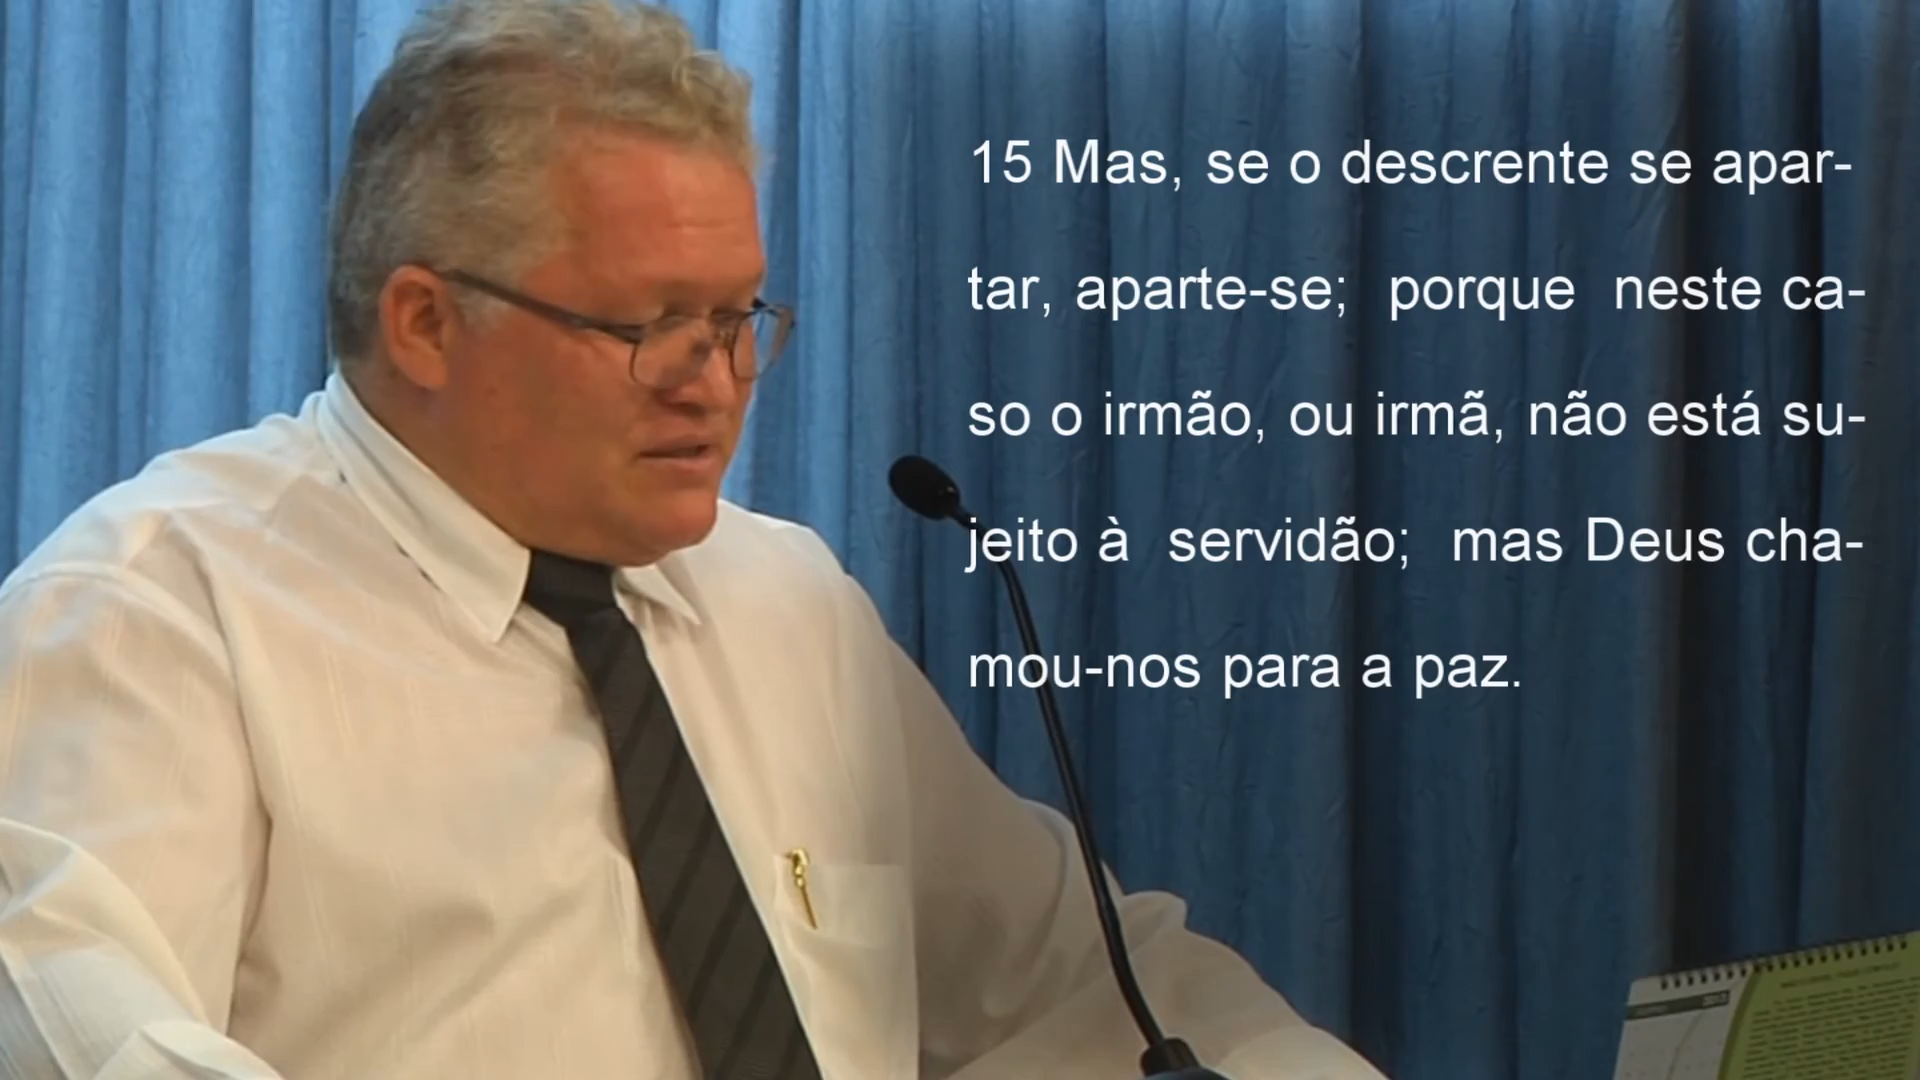 15 Mas, se o descrente se apar-
tar, aparte-se; porque neste ca-
so o irmão, ou irmã, não está su-
jeito à servidão; mas Deus cha-
mou-nos para a paz.